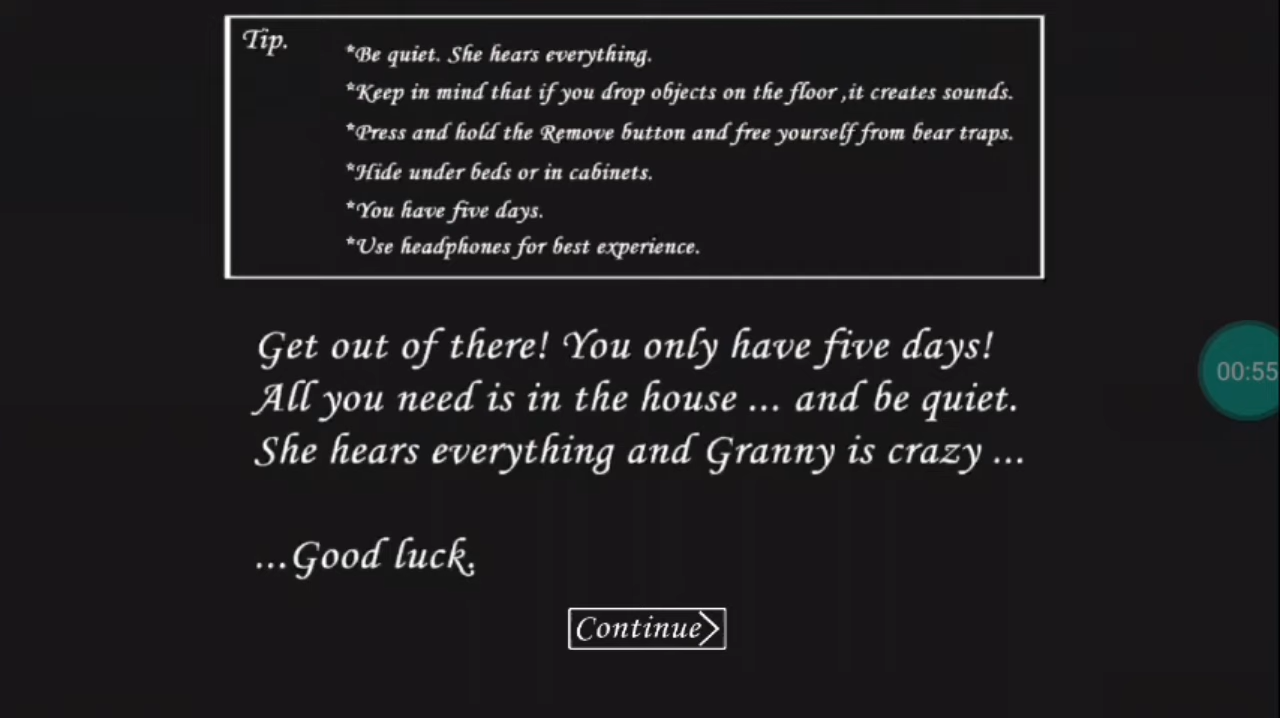 Tip.
*Be quiet. She hears everything.
*Keep in mind that if you drop objects on the floor ,it creates sounds.
*Press and hold the Remove button and free yourself from bear traps.
*Hide under beds or in cabinets.
*You have five days.
*Use headphones for best experience.
Get out of there! You only have five days!
All you need is in the house ... and be quiet.
She hears everything and Granny is crazy ...
...Good luck.
Continue
00:55